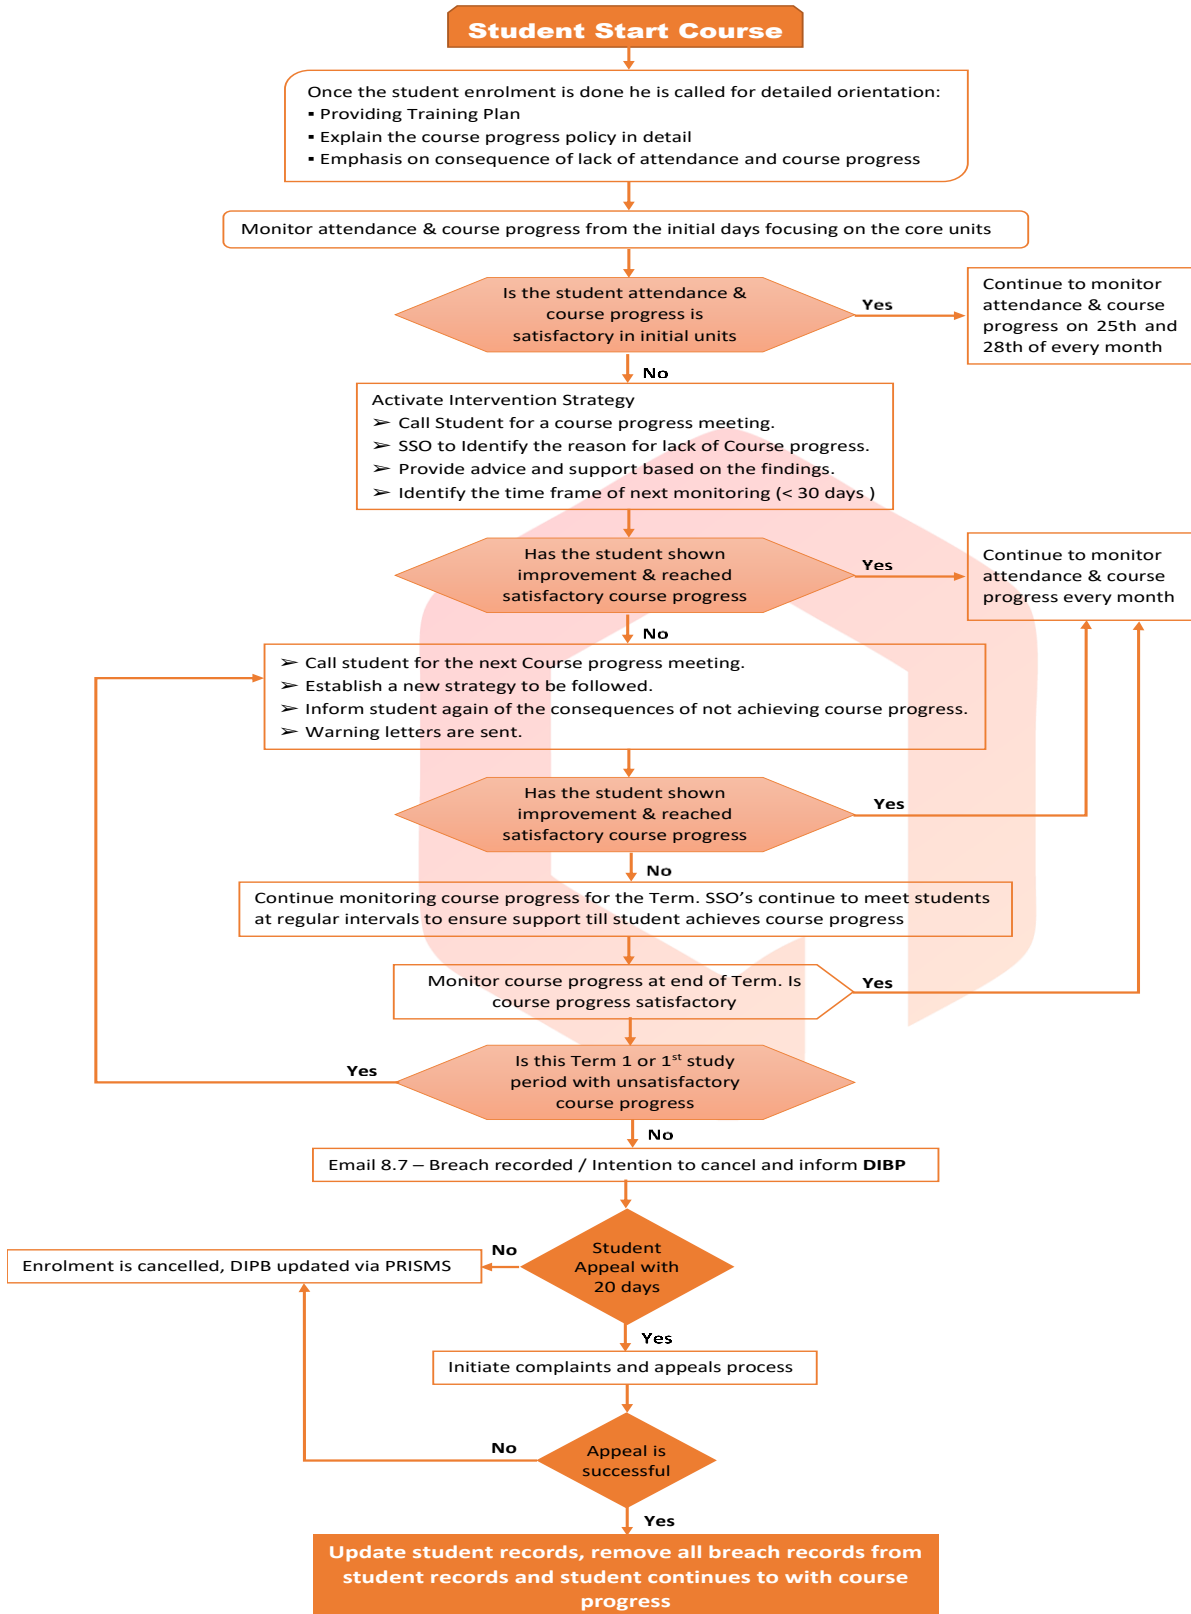 Student Start Course
Once the student enrolment is done he is called for detailed orientation:
▪ Providing Training Plan
▪ Explain the course progress policy in detail
▪ Emphasis on consequence of lack of attendance and course progress
Monitor attendance & course progress from the initial days focusing on the core units
Is the student attendance &
course progress is
satisfactory in initial units
Yes
Continue to monitor
attendance & course
progress on 25th and
28th of every month
No
Activate Intervention Strategy
➢ Call Student for a course progress meeting.
➢ SSO to Identify the reason for lack of Course progress.
➢ Provide advice and support based on the findings.
➢ Identify the time frame of next monitoring (< 30 days )
Has the student shown
improvement & reached
satisfactory course progress
Yes
Continue to monitor
attendance & course
progress every month
No
➢ Call student for the next Course progress meeting.
➢ Establish a new strategy to be followed.
➢ Inform student again of the consequences of not achieving course progress.
➢ Warning letters are sent.
Has the student shown
improvement & reached
satisfactory course progress
Yes
No
Continue monitoring course progress for the Term. SSO's continue to meet students
at regular intervals to ensure support till student achieves course progress
Monitor course progress at end of Term. Is
course progress satisfactory
Yes
Is this Term 1 or 1st study
period with unsatisfactory
course progress
Yes
No
Email 8.7 – Breach recorded / Intention to cancel and inform DIBP
Student
Appeal with
20 days
No
Enrolment is cancelled, DIPB updated via PRISMS
Yes
Initiate complaints and appeals process
Appeal is
successful
No
Yes
Update student records, remove all breach records from
student records and student continues to with course
progress